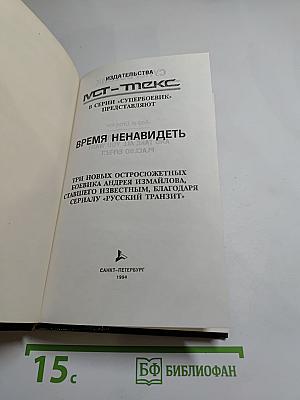 ИЗДАТЕЛЬСТВА
МСТ-ТЕКС
В СЕРИИ «СУПЕРБОЕВИК»
ПРЕДСТАВЛЯЮТ
ВРЕМЯ НЕНАВИДЕТЬ
ТРИ НОВЫХ ОСТРОСЮЖЕТНЫХ
БОЕВИКА АНДРЕЯ ИЗМАЙЛОВА,
СТАВШЕГО ИЗВЕСТНЫМ, БЛАГОДАРЯ
СЕРИАЛУ «РУССКИЙ ТРАНЗИТ»
САНКТ-ПЕТЕРБУРГ
1994
15с
БФ БИБЛИОФАН